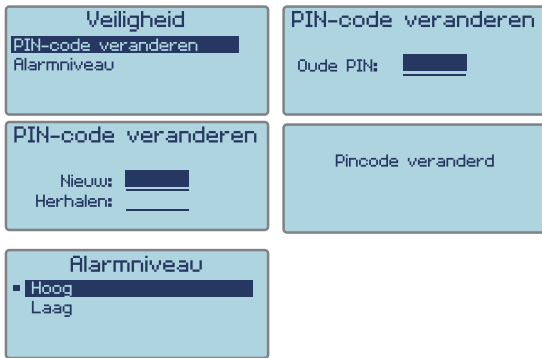 Veiligheid
PIN-code veranderen
Alarmniveau
PIN-code veranderen
Oude PIN:
PIN-code veranderen
Nieuw:
Herhalen:
Pincode veranderd
Alarmniveau
Hoog
Laag